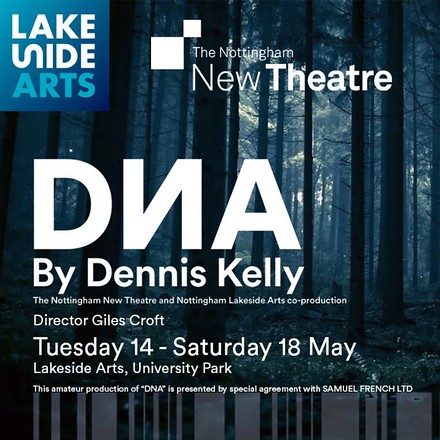 LAKE
SIDE
ARTS
The Nottingham
New Theatre
DNA
By Dennis Kelly
The Nottingham New Theatre and Nottingham Lakeside Arts co-production
Director Giles Croft
Tuesday 14 - Saturday 18 May
Lakeside Arts, University Park
This amateur production of “DNA” is presented by special agreement with SAMUEL FRENCH LTD